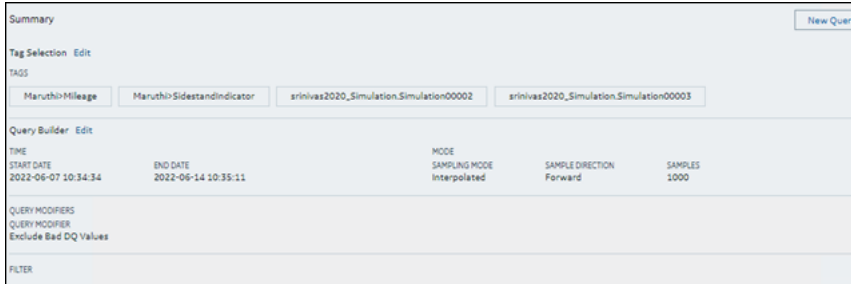 Summary
New Quer
Tag Selection Edit
TAGS
Maruthi>Mileage Maruthi>SidestandIndicator srinivas2020_Simulation.Simulation00002 srinivas2020_Simulation.Simulation00003
Query Builder Edit
TIME MODE
START DATE END DATE SAMPLING MODE SAMPLE DIRECTION SAMPLES
2022-06-07 10:34:34 2022-06-14 10:35:11 Interpolated Forward 1000
QUERY MODIFIERS
QUERY MODIFIER
Exclude Bad DQ Values
FILTER